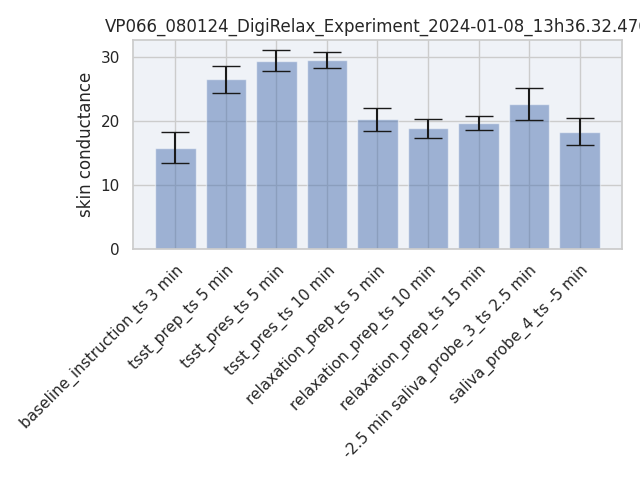 VP066_080124_DigiRelax_Experiment_2024-01-08_13h36.32.47
skin conductance
30
20
10
0
baseline_instruction_ts 3 min
tsst_prep_ts 5 min
tsst_pres_ts 5 min
tsst_pres_ts 10 min
relaxation_prep_ts 5 min
relaxation_prep_ts 10 min
relaxation_prep_ts 15 min
-2.5 min saliva_probe_3_ts 2.5 min
saliva_probe_4_ts -5 min